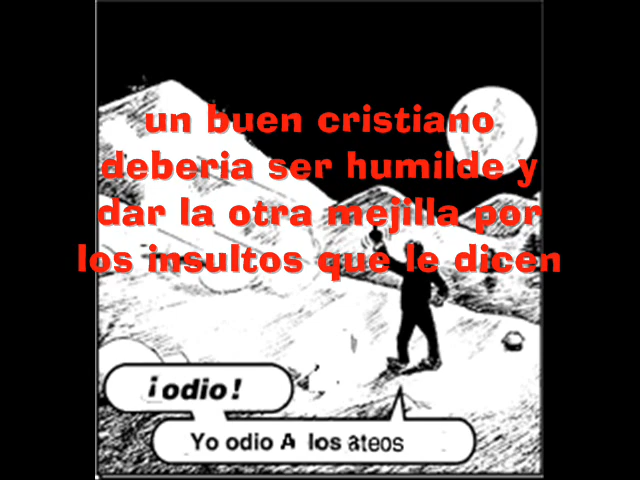 un buen cristiano
deberia ser humilde y
dar la otra mejilla por
los insultos que le dicen
¡odio!
Yo odio A los ateos